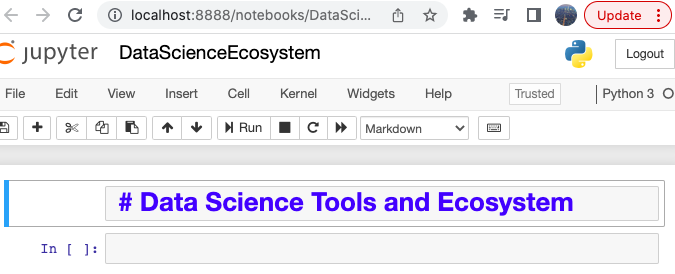 localhost:8888/notebooks/DataSci...
Update
jupyter DataScienceEcosystem
Logout
File Edit View Insert Cell Kernel Widgets Help
Trusted
Python 3
Run
Markdown
# Data Science Tools and Ecosystem
In [ ]: